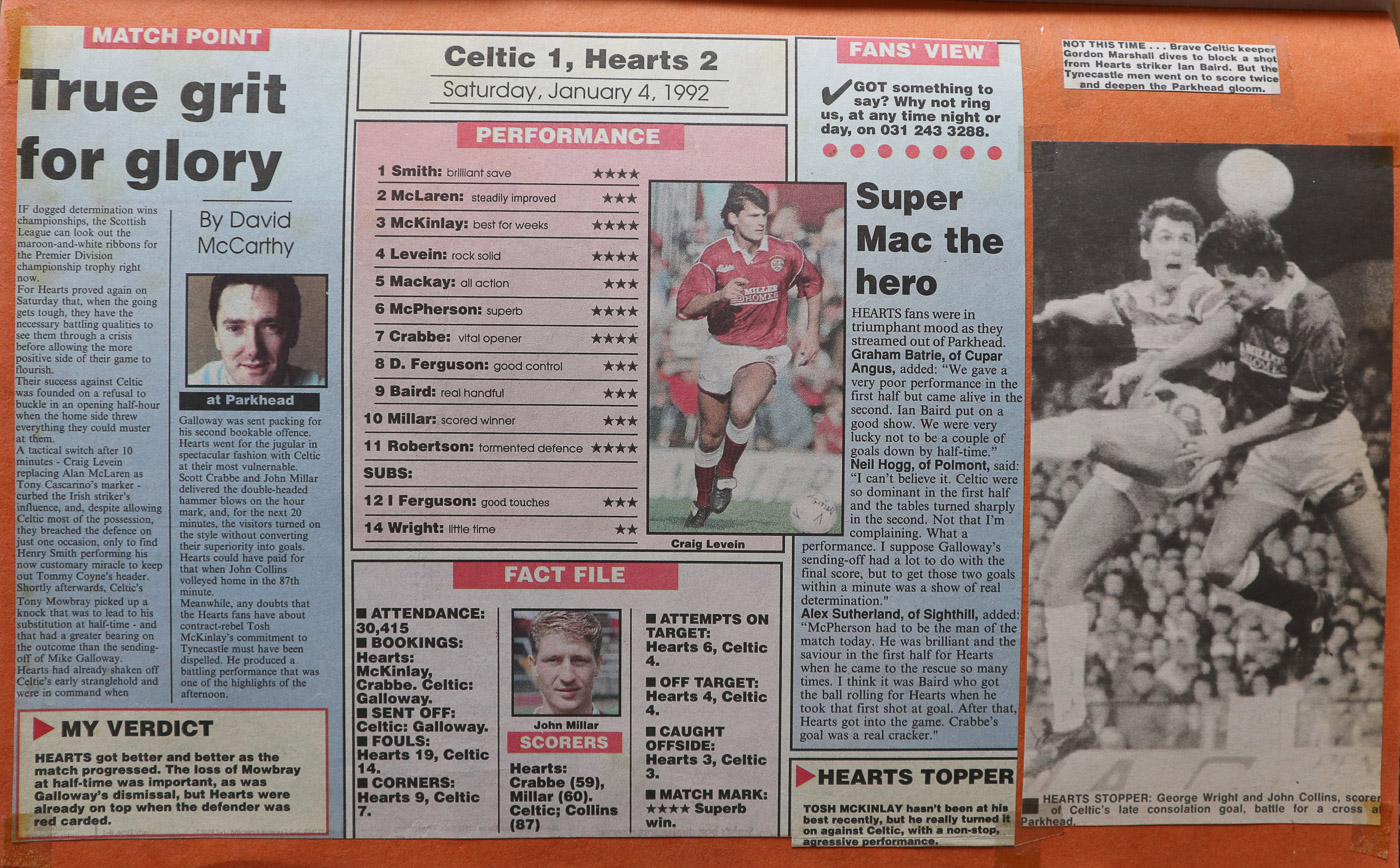 MATCH POINT
True grit
for glory
By David
McCarthy
at Parkhead
IF dogged determination wins
championships, the Scottish
League can look out the
maroon-and-white ribbons for
the Premier Division
championship trophy right
now.
For Hearts proved again on
Saturday that, when the going
gets tough, they have the
necessary battling qualities to
see them through a crisis
before allowing the more
positive side of their game to
flourish.
Their success against Celtic
was founded on a refusal to
buckle in an opening half-hour
when the home side threw
everything they could muster
at them.
A tactical switch after 10
minutes - Craig Levein
replacing Alan McLaren as
Tony Cascarino's marker -
curbed the Irish striker's
influence, and, despite allowing
Celtic most of the possession,
they breached the defence on
just one occasion, only to find
Henry Smith performing his
now customary miracle to keep
out Tommy Coyne's header.
Shortly afterwards, Celtic's
Tony Mowbray picked up a
knock that was to lead to his
substitution at half-time - and
that had a greater bearing on
the outcome than the sending-
off of Mike Galloway.
Hearts had already shaken off
Celtic's early stranglehold and
were in command when
Galloway was sent packing for
his second bookable offence.
Hearts went for the jugular in
spectacular fashion with Celtic
at their most vulnerable.
Scott Crabbe and John Millar
delivered the double-headed
hammer blows on the hour
mark, and, for the next 20
minutes, the visitors turned on
the style without converting
their superiority into goals.
Hearts could have paid for
that when John Collins
volleyed home in the 87th
minute.
Meanwhile, any doubts that
the Hearts fans have about
contract-rebel Tosh
McKinlay's commitment to
Tynecastle must have been
dispelled. He produced a
battling performance that was
one of the highlights of the
afternoon.
MY VERDICT
HEARTS got better and better as the
match progressed. The loss of Mowbray
at half-time was important, as was
Galloway's dismissal, but Hearts were
already on top when the defender was
red carded.
Celtic 1, Hearts 2
Saturday, January 4, 1992
PERFORMANCE
1 Smith: brilliant save ★★★★
2 McLaren: steadily improved ★★★
3 McKinlay: best for weeks ★★★★
4 Levein: rock solid ★★★★
5 Mackay: all action ★★★
6 McPherson: superb ★★★★
7 Crabbe: vital opener ★★★★
8 D. Ferguson: good control ★★★
9 Baird: real handful ★★★
10 Millar: scored winner ★★★
11 Robertson: tormented defence ★★★★
SUBS:
12 I Ferguson: good touches ★★★
14 Wright: little time ★★
MILLER
HOMES
Craig Levein
FACT FILE
■ ATTENDANCE:
30,415
■ BOOKINGS:
Hearts:
McKinlay,
Crabbe. Celtic:
Galloway.
■ SENT OFF:
Celtic: Galloway.
■ FOULS:
Hearts 19, Celtic
14.
■ CORNERS:
Hearts 9, Celtic
7.
John Millar
SCORERS
Hearts:
Crabbe (59),
Millar (60).
Celtic; Collins
(87)
■ ATTEMPTS ON
TARGET:
Hearts 6, Celtic
4.
■ OFF TARGET:
Hearts 4, Celtic
4.
■ CAUGHT
OFFSIDE:
Hearts 3, Celtic
3.
■ MATCH MARK:
★★★★ Superb
win.
FANS' VIEW
✔GOT something to
say? Why not ring
us, at any time night or
day, on 031 243 3288.
Super
Mac the
hero
HEARTS fans were in
triumphant mood as they
streamed out of Parkhead.
Graham Batrie, of Cupar
Angus, added: "We gave a
very poor performance in the
first half but came alive in the
second. Ian Baird put on a
good show. We were very
lucky not to be a couple of
goals down by half-time."
Neil Hogg, of Polmont, said:
"I can't believe it. Celtic were
so dominant in the first half
and the tables turned sharply
in the second. Not that I'm
complaining. What a
performance. I suppose Galloway's
sending-off had a lot to do with the
final score, but to get those two goals
within a minute was a show of real
determination."
Alex Sutherland, of Sighthill, added:
"McPherson had to be the man of the
match today. He was brilliant and the
saviour in the first half for Hearts
when he came to the rescue so many
times. I think it was Baird who got
the ball rolling for Hearts when he
took that first shot at goal. After that,
Hearts got into the game. Crabbe's
goal was a real cracker."
HEARTS TOPPER
TOSH McKINLAY hasn't been at his
best recently, but he really turned it
on against Celtic, with a non-stop,
agressive performance.
NOT THIS TIME . . . Brave Celtic keeper
Gordon Marshall dives to block a shot
from Hearts striker Ian Baird. But the
Tynecastle men went on to score twice
and deepen the Parkhead gloom.
■ HEARTS STOPPER: George Wright and John Collins, scorer
of Celtic's late consolation goal, battle for a cross at
Parkhead.